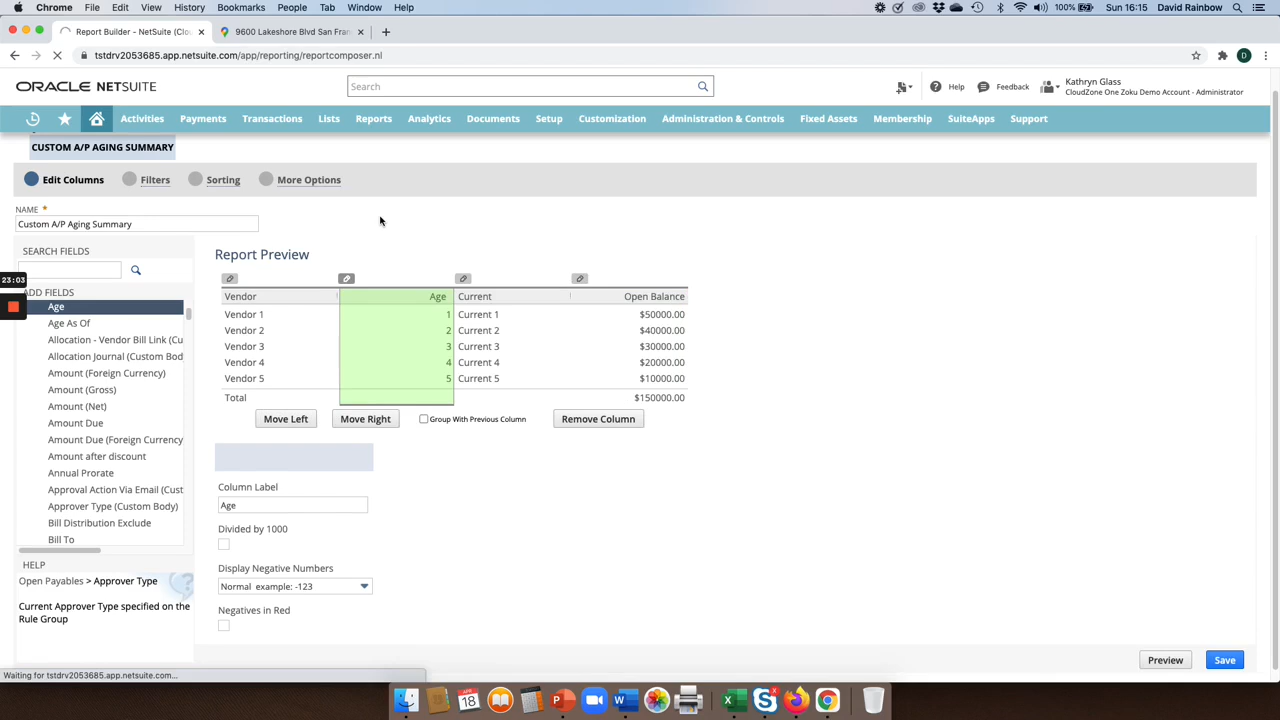 Chrome File Edit View History Bookmarks People Tab Window Help 100% Sun 16:15 David Rainbow
Report Builder - NetSuite (Clou × 9600 Lakeshore Blvd San Fran × +
tstdrv2053685.app.netsuite.com/app/reporting/reportcomposer.nl D
ORACLE NETSUITE Search Help Feedback Kathryn Glass
CloudZone One Zoku Demo Account - Administrator
Activities Payments Transactions Lists Reports Analytics Documents Setup Customization Administration & Controls Fixed Assets Membership SuiteApps Support
CUSTOM A/P AGING SUMMARY
Edit Columns Filters Sorting More Options
NAME *
Custom A/P Aging Summary
SEARCH FIELDS Report Preview
23:03
ADD FIELDS Vendor Age Current Open Balance
Age Vendor 1 1 Current 1 $50000.00
Age As Of Vendor 2 2 Current 2 $40000.00
Allocation - Vendor Bill Link (Cu Vendor 3 3 Current 3 $30000.00
Allocation Journal (Custom Bod Vendor 4 4 Current 4 $20000.00
Amount (Foreign Currency) Vendor 5 5 Current 5 $10000.00
Amount (Gross) Total $150000.00
Amount (Net) Move Left Move Right Group With Previous Column Remove Column
Amount Due
Amount Due (Foreign Currency
Amount after discount
Annual Prorate
Approval Action Via Email (Cust
Approver Type (Custom Body)
Bill Distribution Exclude
Bill To
Column Label
Age
Divided by 1000
Display Negative Numbers
Normal example: -123
Negatives in Red
HELP
Open Payables > Approver Type
Current Approver Type specified on the
Rule Group
Preview Save
Waiting for tstdrv2053685.app.netsuite.com...
APR
18